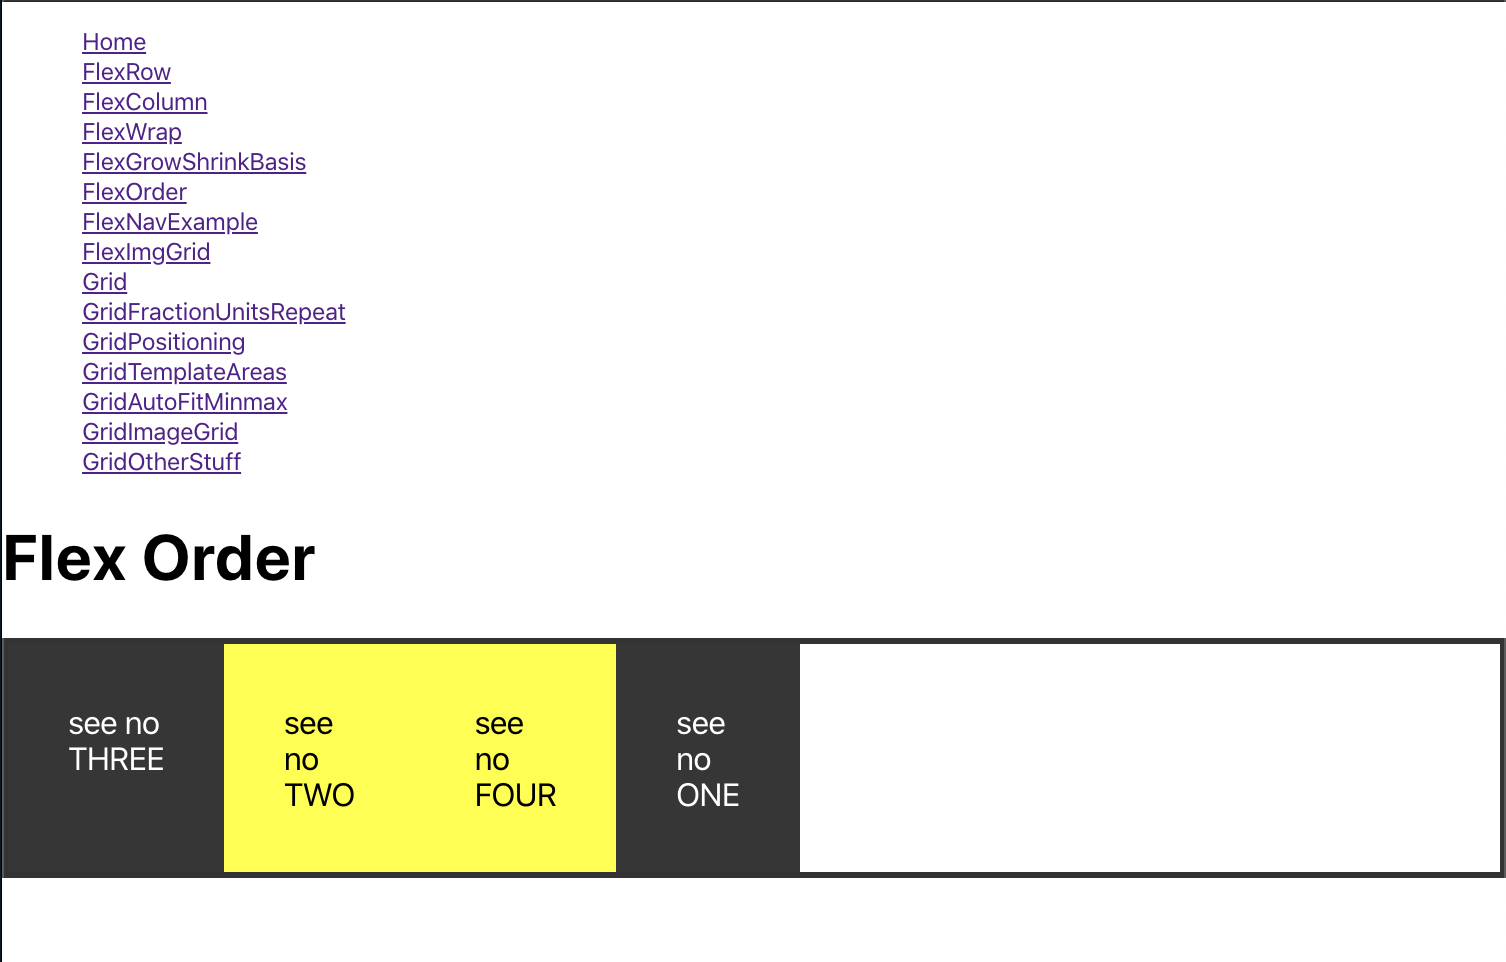 Home
FlexRow
FlexColumn
FlexWrap
FlexGrowShrinkBasis
FlexOrder
FlexNavExample
FlexImgGrid
Grid
GridFractionUnitsRepeat
GridPositioning
GridTemplateAreas
GridAutoFitMinmax
GridImageGrid
GridOtherStuff
Flex Order
see no
THREE
see
no
TWO
see
no
FOUR
see
no
ONE